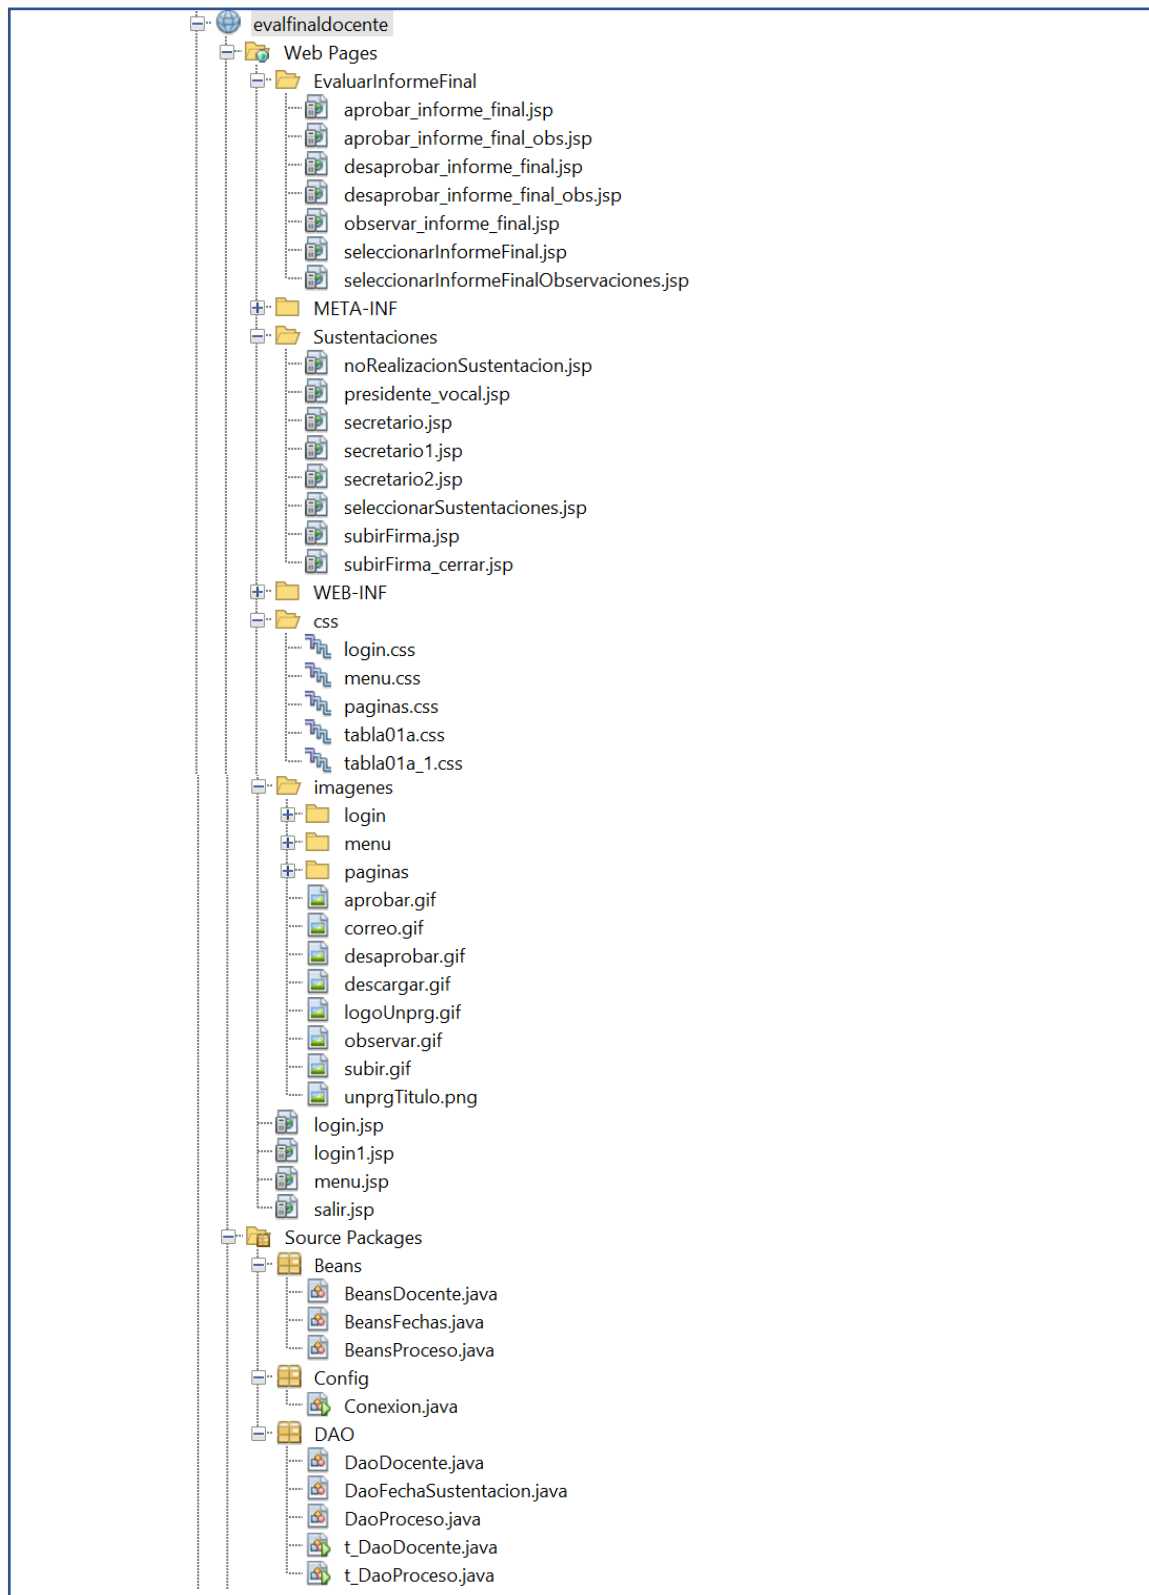 evalfinaldocente
Web Pages
EvaluarInformeFinal
aprobar_informe_final.jsp
aprobar_informe_final_obs.jsp
desaprobar_informe_final.jsp
desaprobar_informe_final_obs.jsp
observar_informe_final.jsp
seleccionarInformeFinal.jsp
seleccionarInformeFinalObservaciones.jsp
META-INF
Sustentaciones
noRealizacionSustentacion.jsp
presidente_vocal.jsp
secretario.jsp
secretario1.jsp
secretario2.jsp
seleccionarSustentaciones.jsp
subirFirma.jsp
subirFirma_cerrar.jsp
WEB-INF
css
login.css
menu.css
paginas.css
tabla01a.css
tabla01a_1.css
imagenes
login
menu
paginas
aprobar.gif
correo.gif
desaprobar.gif
descargar.gif
logoUnprg.gif
observar.gif
subir.gif
unprgTitulo.png
login.jsp
login1.jsp
menu.jsp
salir.jsp
Source Packages
Beans
BeansDocente.java
BeansFechas.java
BeansProceso.java
Config
Conexion.java
DAO
DaoDocente.java
DaoFechaSustentacion.java
DaoProceso.java
t_DaoDocente.java
t_DaoProceso.java